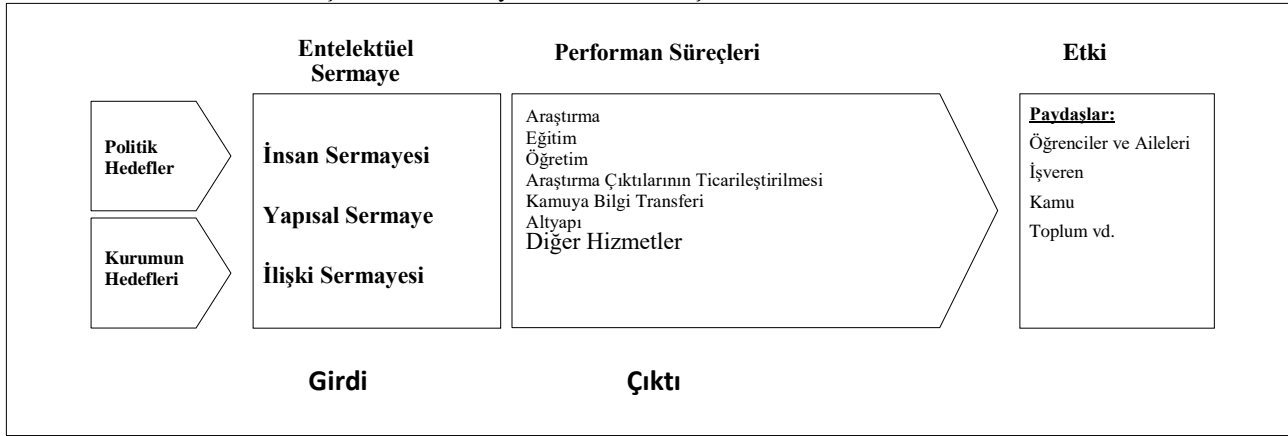 Entelektüel
Sermaye
Performan Süreçleri
Etki
Politik
Hedefler
Kurumun
Hedefleri
İnsan Sermayesi
Yapısal Sermaye
İlişki Sermayesi
Araştırma
Eğitim
Öğretim
Araştırma Çıktılarının Ticarileştirilmesi
Kamuya Bilgi Transferi
Altyapı
Diğer Hizmetler
Paydaşlar:
Öğrenciler ve Aileleri
İşveren
Kamu
Toplum vd.
Girdi
Çıktı